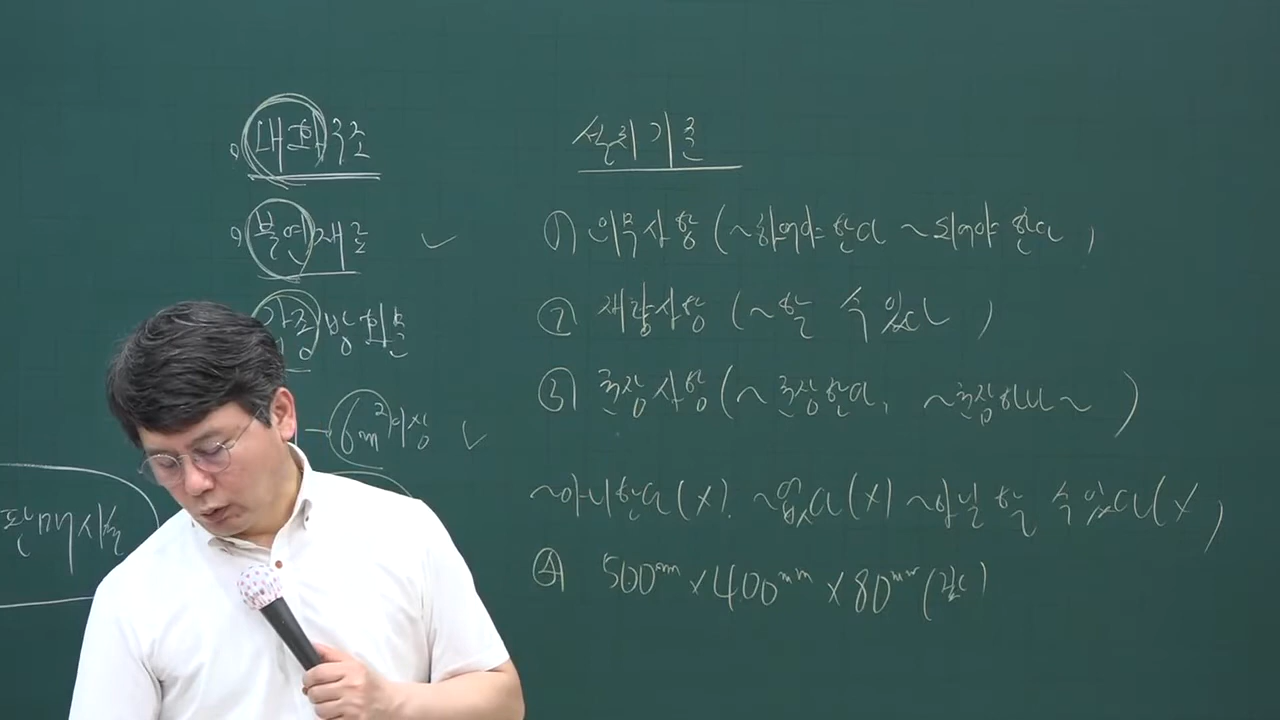 내화구조
불연재료
갑종방화문
6m² 이상
판매시설
설치기준
① 의무사항 (~하여야 한다 ~되어야 한다)
② 재량사항 (~할 수 있다)
③ 권장사항 (~권장한다, ~권장하며~)
~아니한다(X). ~없다(X) ~아닐 할 수 있다(X)
④ 500mm × 400mm × 80mm ( )